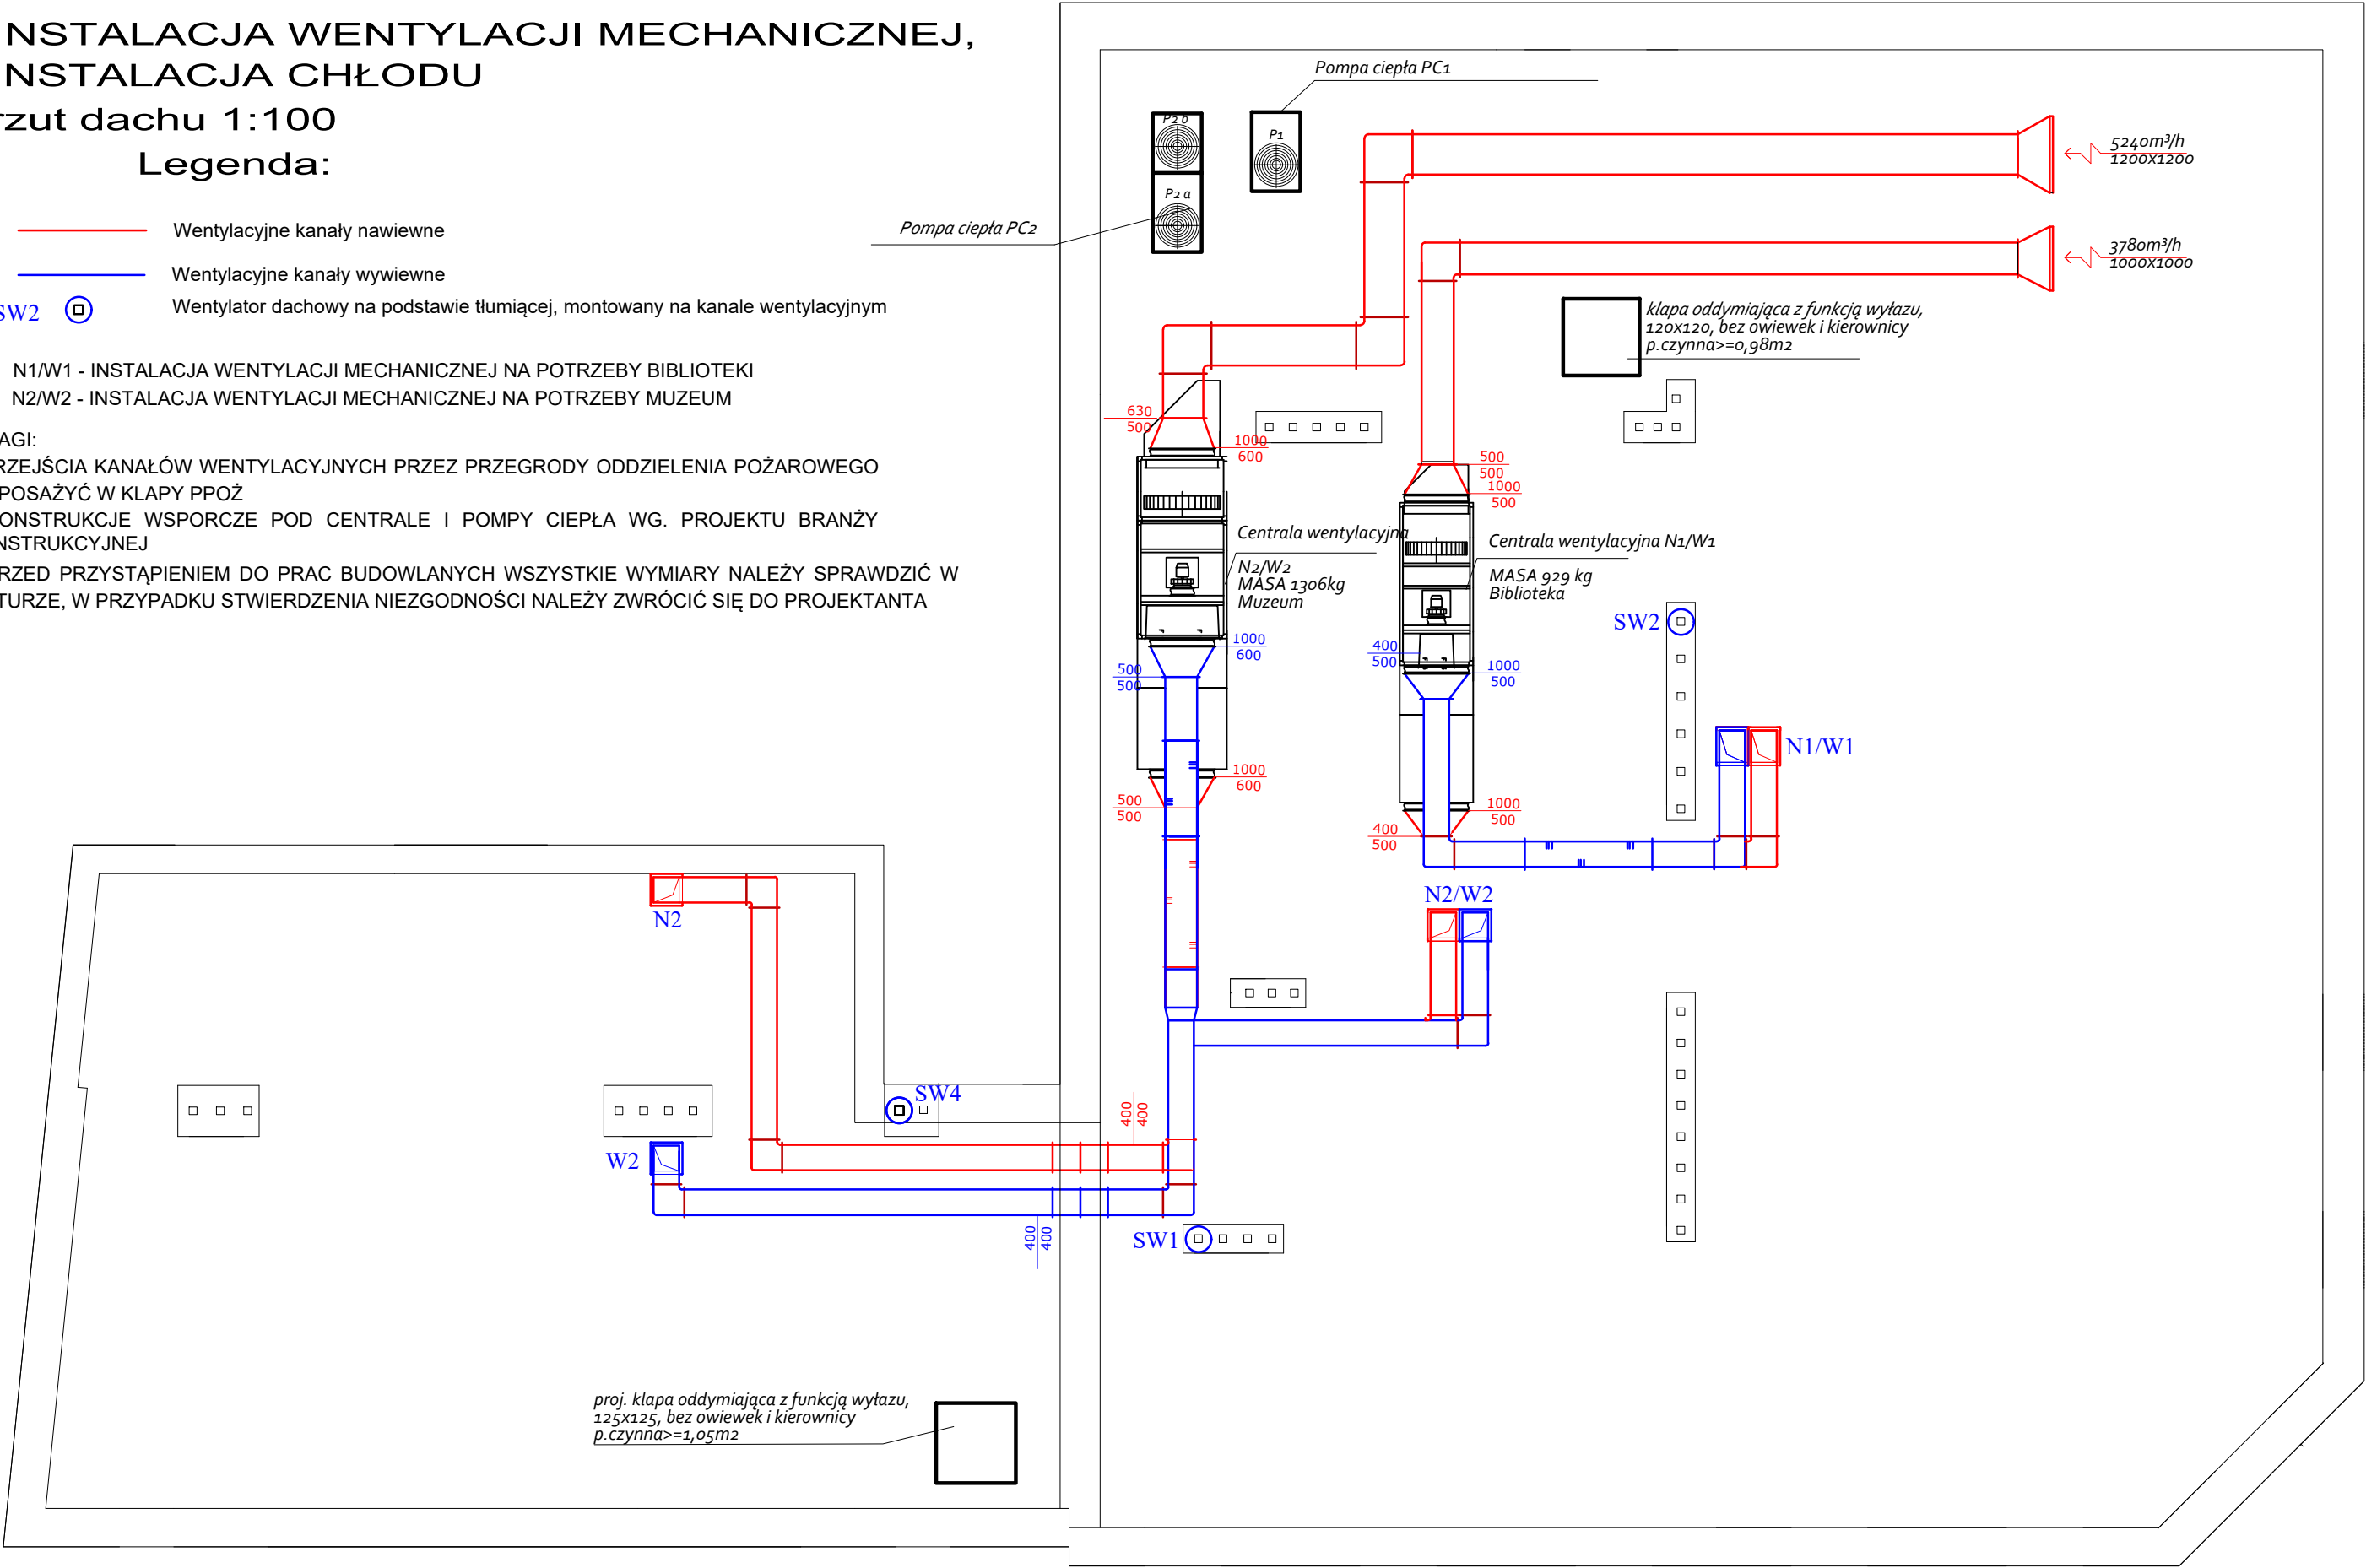 NSTALACJA WENTYLACJI MECHANICZNEJ,
NSTALACJA CHŁODU
rzut dachu 1:100
Legenda:
Wentylacyjne kanały nawiewne
Wentylacyjne kanały wywiewne
SW2
Wentylator dachowy na podstawie tłumiącej, montowany na kanale wentylacyjnym
N1/W1 - INSTALACJA WENTYLACJI MECHANICZNEJ NA POTRZEBY BIBLIOTEKI
N2/W2 - INSTALACJA WENTYLACJI MECHANICZNEJ NA POTRZEBY MUZEUM
AGI:
RZEJŚCIA KANAŁÓW WENTYLACYJNYCH PRZEZ PRZEGRODY ODDZIELENIA POŻAROWEGO
POSAŻYĆ W KLAPY PPOŻ
ONSTRUKCJE WSPORCZE POD CENTRALE I POMPY CIEPŁA WG. PROJEKTU BRANŻY
NSTRUKCYJNEJ
RZED PRZYSTĄPIENIEM DO PRAC BUDOWLANYCH WSZYSTKIE WYMIARY NALEŻY SPRAWDZIĆ W
TURZE, W PRZYPADKU STWIERDZENIA NIEZGODNOŚCI NALEŻY ZWRÓCIĆ SIĘ DO PROJEKTANTA
Pompa ciepła PC1
P2 b
P1
P2 a
Pompa ciepła PC2
5240m³/h
1200x1200
3780m³/h
1000x1000
klapa oddymiająca z funkcją wyłazu,
120x120, bez owiewek i kierownicy
p.czynna>=0,98m2
630
500
1000
600
500
500
1000
500
Centrala wentylacyjna
N2/W2
MASA 1306kg
Muzeum
Centrala wentylacyjna N1/W1
MASA 929 kg
Biblioteka
SW2
1000
600
500
500
400
500
1000
500
N1/W1
1000
600
500
500
1000
500
400
500
N2/W2
N2
SW4
400
400
W2
400
400
SW1
proj. klapa oddymiająca z funkcją wyłazu,
125x125, bez owiewek i kierownicy
p.czynna>=1,05m2